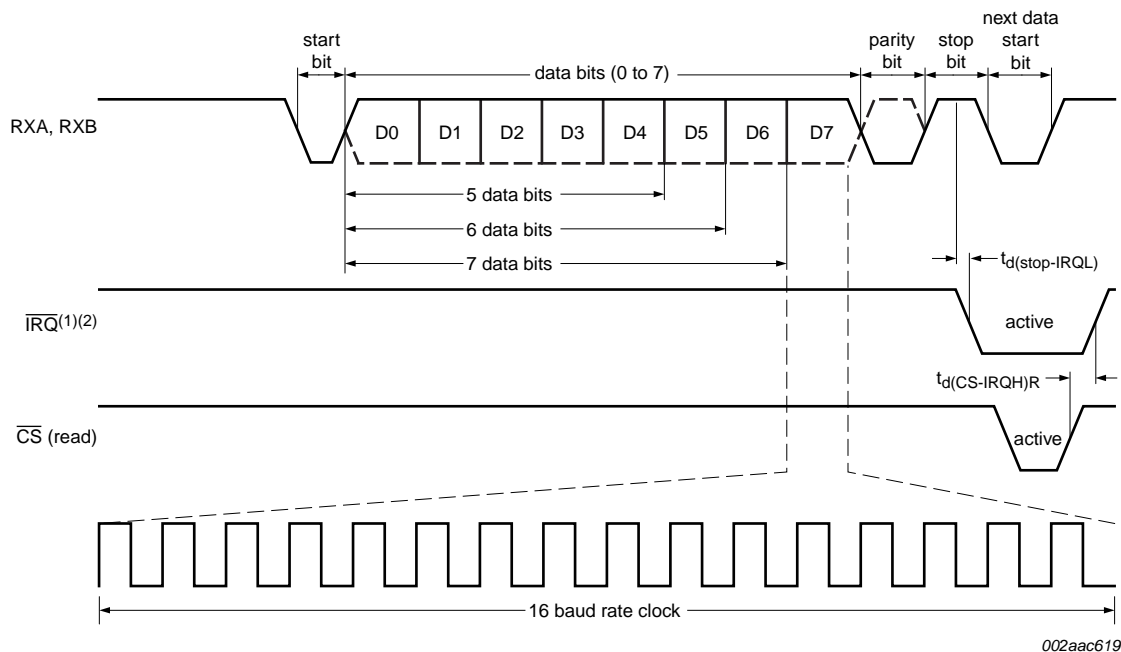 start
bit
data bits (0 to 7)
parity
bit
stop
bit
next data
start
bit
RXA, RXB
D0 D1 D2 D3 D4 D5 D6 D7
5 data bits
6 data bits
7 data bits
td(stop-IRQL)
IRQ(1)(2)
active
td(CS-IRQH)R
CS (read)
active
16 baud rate clock
002aac619